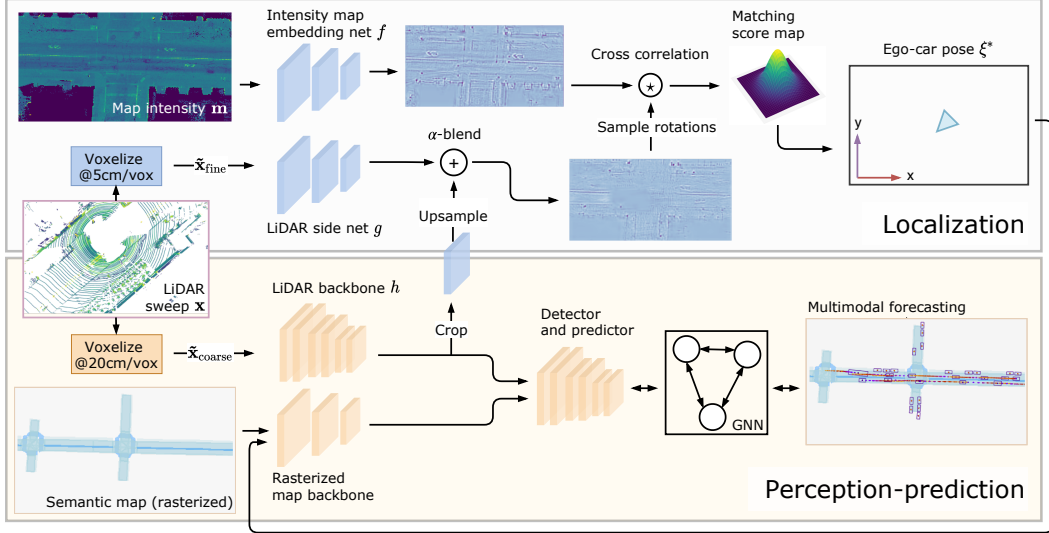 Intensity map
embedding net f
Map intensity m
Cross correlation
⋆
Matching
score map
Ego-car pose ξ*
y
x
Sample rotations
Voxelize
@5cm/vox
x̃fine
α-blend
+
LiDAR side net g
Upsample
Localization
LiDAR
sweep x
Voxelize
@20cm/vox
x̃coarse
LiDAR backbone h
Crop
Detector
and predictor
GNN
Multimodal forecasting
Semantic map (rasterized)
Rasterized
map backbone
Perception-prediction